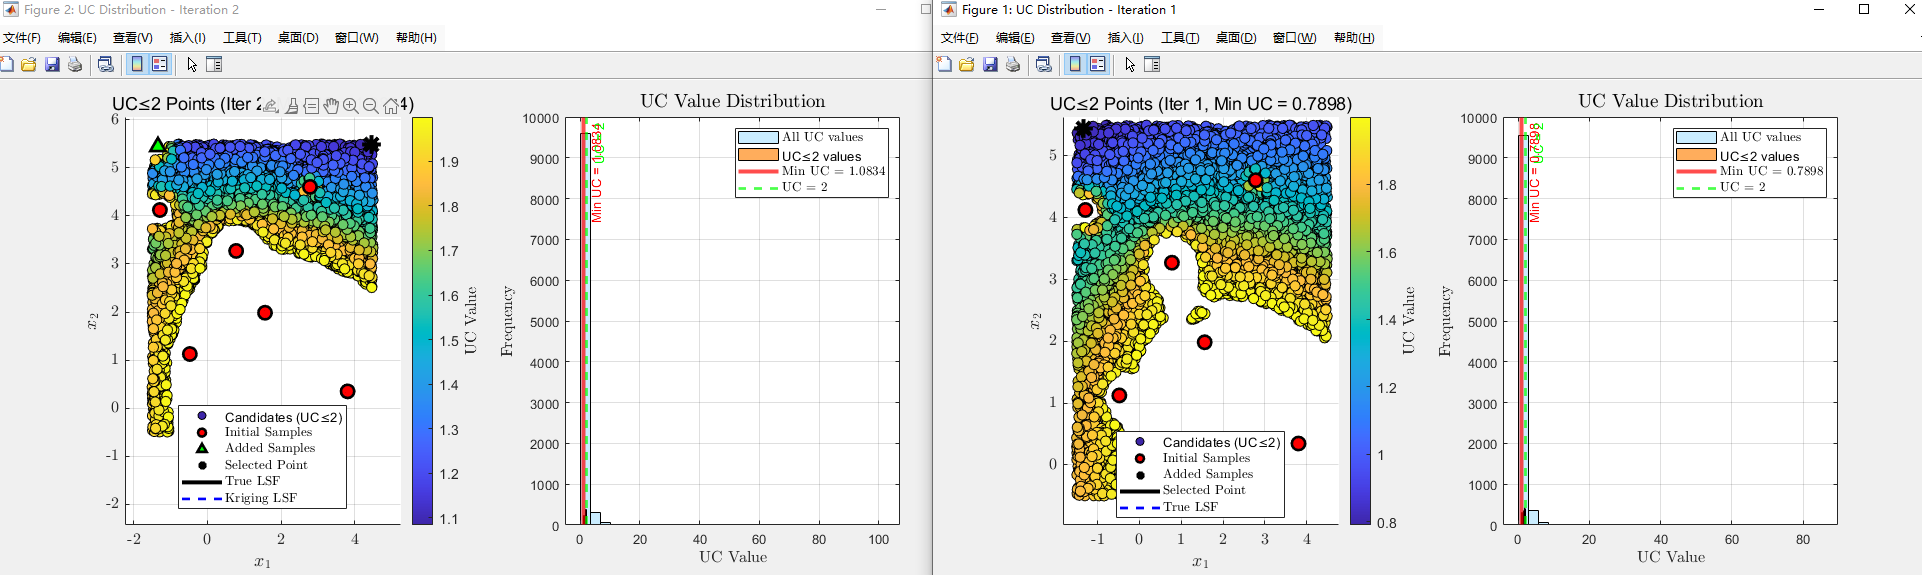 Figure 2: UC Distribution - Iteration 2
文件(F) 编辑(E) 查看(V) 插入(I) 工具(T) 桌面(D) 窗口(W) 帮助(H)
UC≤2 Points (Iter 2 4)
6
5
4
3
2
1
0
-1
-2
-2 0 2 4
x2
x1
Candidates (UC≤2)
Initial Samples
Added Samples
Selected Point
True LSF
Kriging LSF
1.9
1.8
1.7
1.6
1.5
1.4
1.3
1.2
1.1
UC Value
UC Value Distribution
10000
9000
8000
7000
6000
5000
4000
3000
2000
1000
0
0 20 40 60 80 100
Frequency
UC Value
Min UC = 1.0834
All UC values
UC≤2 values
Min UC = 1.0834
UC = 2
Figure 1: UC Distribution - Iteration 1
文件(F) 编辑(E) 查看(V) 插入(I) 工具(T) 桌面(D) 窗口(W) 帮助(H)
UC≤2 Points (Iter 1, Min UC = 0.7898)
5
4
3
2
1
0
-1 0 1 2 3 4
x2
x1
Candidates (UC≤2)
Initial Samples
Added Samples
Selected Point
True LSF
1.8
1.6
1.4
1.2
1
0.8
UC Value
UC Value Distribution
10000
9000
8000
7000
6000
5000
4000
3000
2000
1000
0
0 20 40 60 80
Frequency
UC Value
Min UC = 0.7898
All UC values
UC≤2 values
Min UC = 0.7898
UC = 2